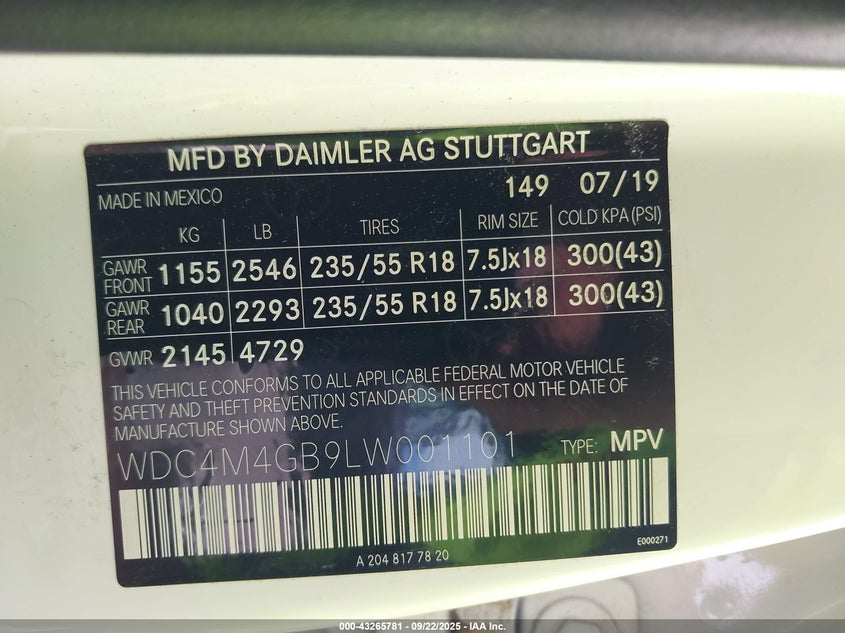 MFD BY DAIMLER AG STUTTGART
MADE IN MEXICO 149 07/19
KG LB TIRES RIM SIZE COLD KPA (PSI)
GAWR FRONT 1155 2546 235/55 R18 7.5Jx18 300(43)
GAWR REAR 1040 2293 235/55 R18 7.5Jx18 300(43)
GVWR 2145 4729
THIS VEHICLE CONFORMS TO ALL APPLICABLE FEDERAL MOTOR VEHICLE
SAFETY AND THEFT PREVENTION STANDARDS IN EFFECT ON THE DATE OF
MANUFACTURE SHOWN ABOVE.
WDC4M4GB9LW001101 TYPE: MPV
E000271
A 204 817 78 20
000-43265781 - 09/22/2025 - IAA Inc.